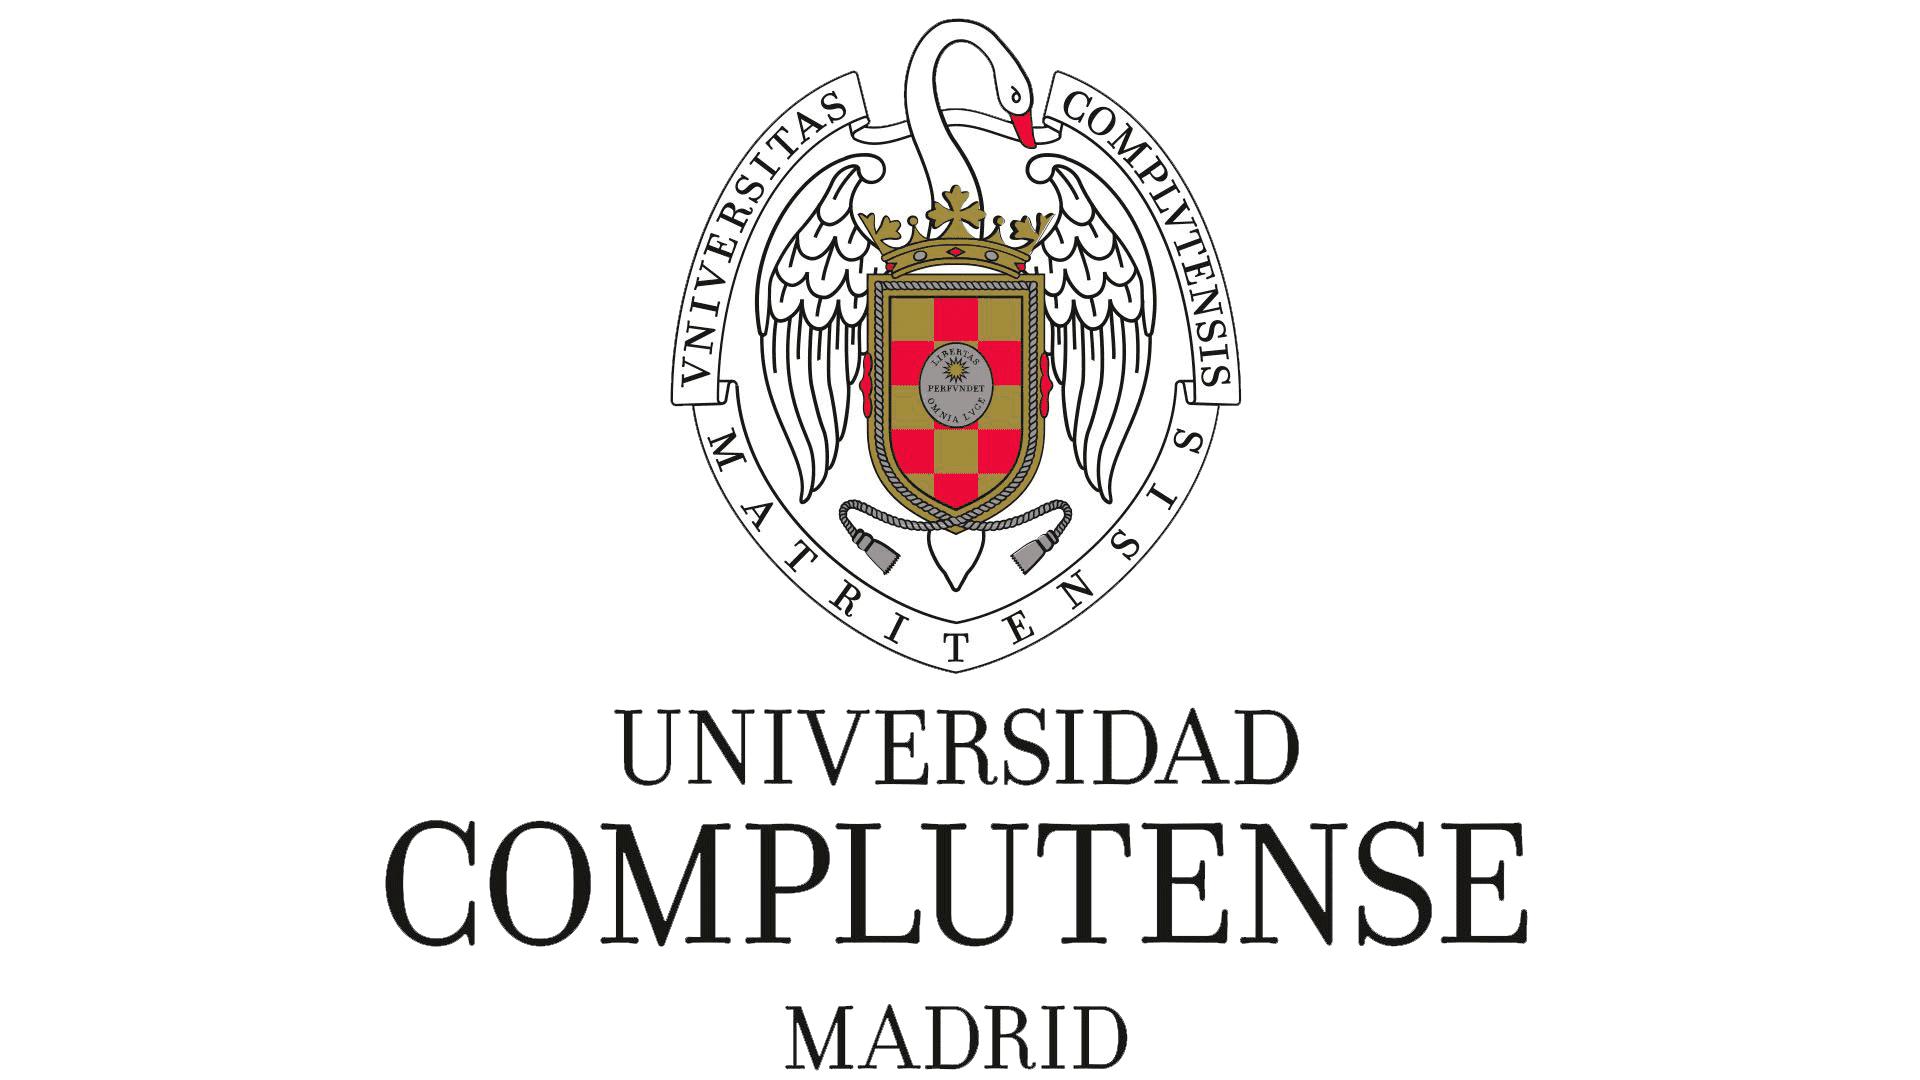 VNIVERSITAS
COMPLVTENSIS
MATRITENSIS
LIBERTAS
PERFVNDET
OMNIA LVCE
UNIVERSIDAD
COMPLUTENSE
MADRID